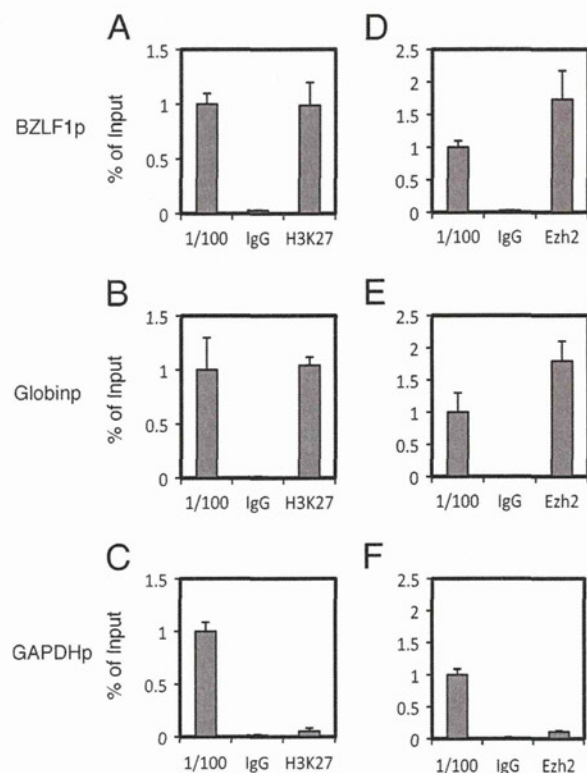 A
D
BZLF1p
% of Input
1.5
1
0.5
0
1/100 IgG H3K27
2.5
2
1.5
1
0.5
0
1/100 IgG Ezh2
B
E
Globinp
% of Input
1.5
1
0.5
0
1/100 IgG H3K27
2.5
2
1.5
1
0.5
0
1/100 IgG Ezh2
C
F
GAPDHp
% of Input
1.5
1
0.5
0
1/100 IgG H3K27
2.5
2
1.5
1
0.5
0
1/100 IgG Ezh2